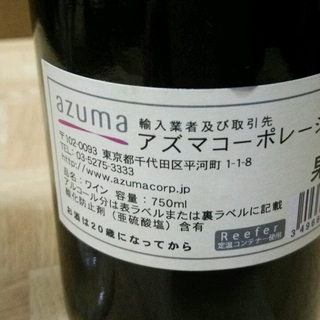 azuma
輸入業者及び取引先
アズマコーポレーシ
〒102-0093 東京都千代田区平河町 1-1-8
TEL:03-5275-3333
http://www.azumacorp.jp
品名:ワイン 容量:750ml
アルコール分は表ラベルまたは裏ラベルに記載
酸化防止剤(亜硫酸塩)含有
お酒は20歳になってから
Reefer
定温コンテナー使用